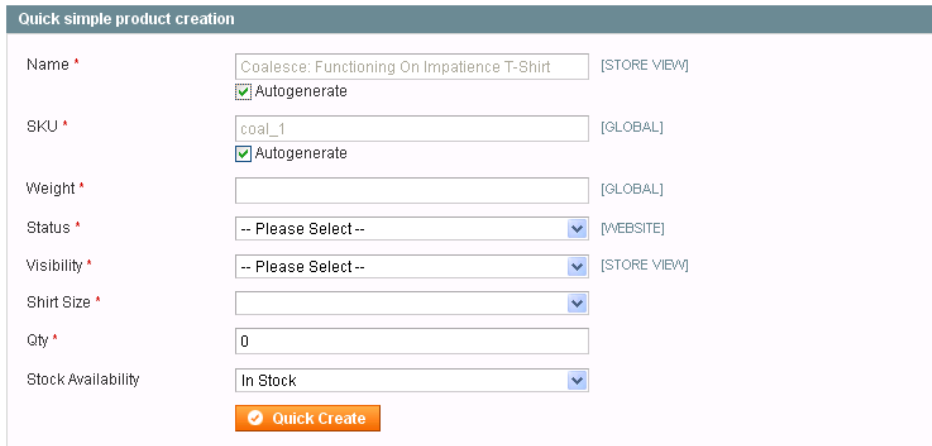 Quick simple product creation
Name * Coalesce: Functioning On Impatience T-Shirt [STORE VIEW]
Autogenerate
SKU * coal_1 [GLOBAL]
Autogenerate
Weight * [GLOBAL]
Status * -- Please Select -- [WEBSITE]
Visibility * -- Please Select -- [STORE VIEW]
Shirt Size *
Qty * 0
Stock Availability In Stock
Quick Create